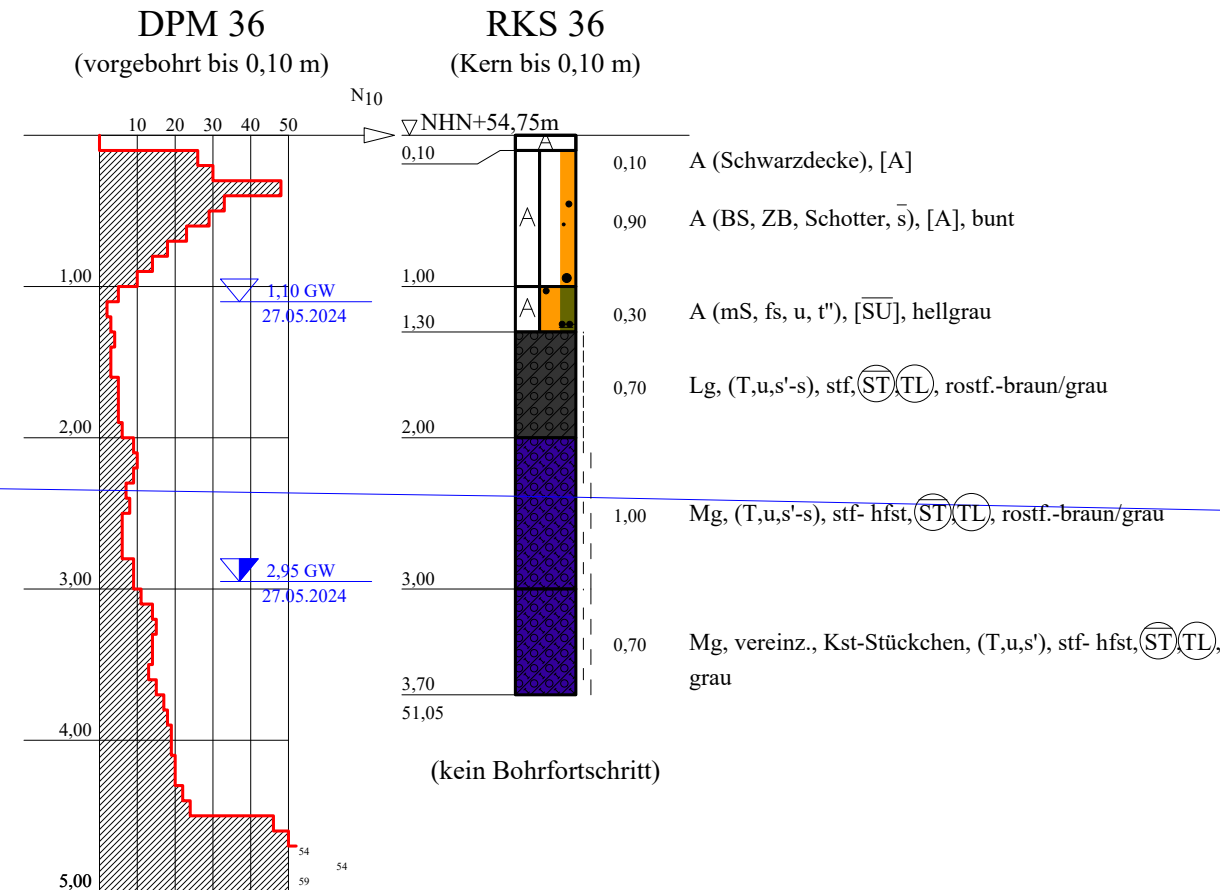 DPM 36
(vorgebohrt bis 0,10 m)
N10
10 20 30 40 50
1,00
1,10 GW
27.05.2024
2,00
2,95 GW
3,00
27.05.2024
4,00
5,00
54
54
59
RKS 36
(Kern bis 0,10 m)
NHN+54,75m
A
0,10
0,10 A (Schwarzdecke), [A]
A
0,90 A (BS, ZB, Schotter, s̅), [A], bunt
1,00
A
0,30 A (mS, fs, u, t"), [S̅U̅], hellgrau
1,30
0,70 Lg, (T,u,s'-s), stf, S̅T̅, TL, rostf.-braun/grau
2,00
1,00 Mg, (T,u,s'-s), stf- hfst, S̅T̅, TL, rostf.-braun/grau
3,00
0,70 Mg, vereinz., Kst-Stückchen, (T,u,s'), stf- hfst, S̅T̅, TL,
grau
3,70
51,05
(kein Bohrfortschritt)